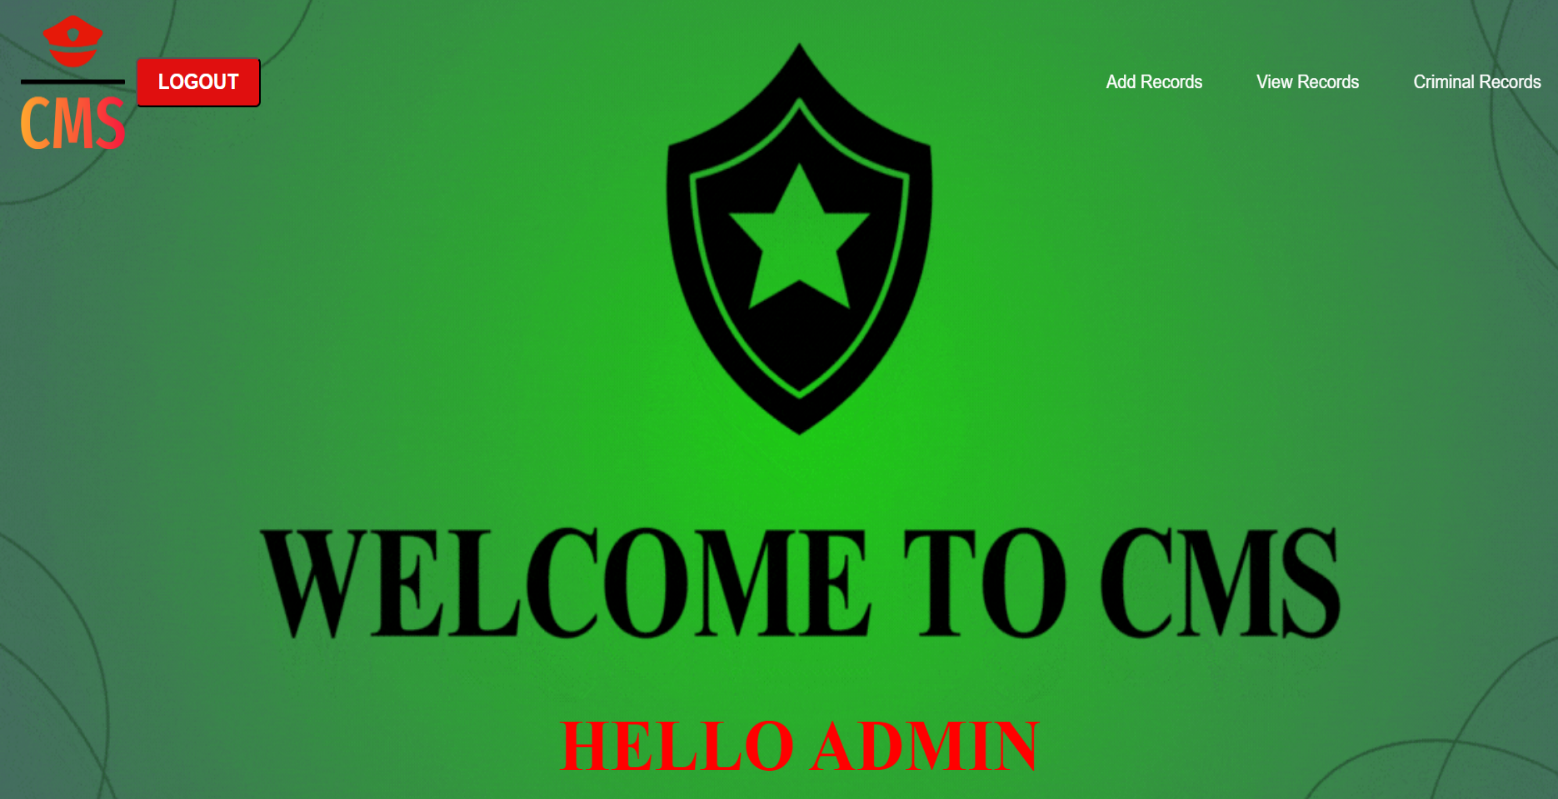 CMS
LOGOUT
Add Records
View Records
Criminal Records
WELCOME TO CMS
HELLO ADMIN